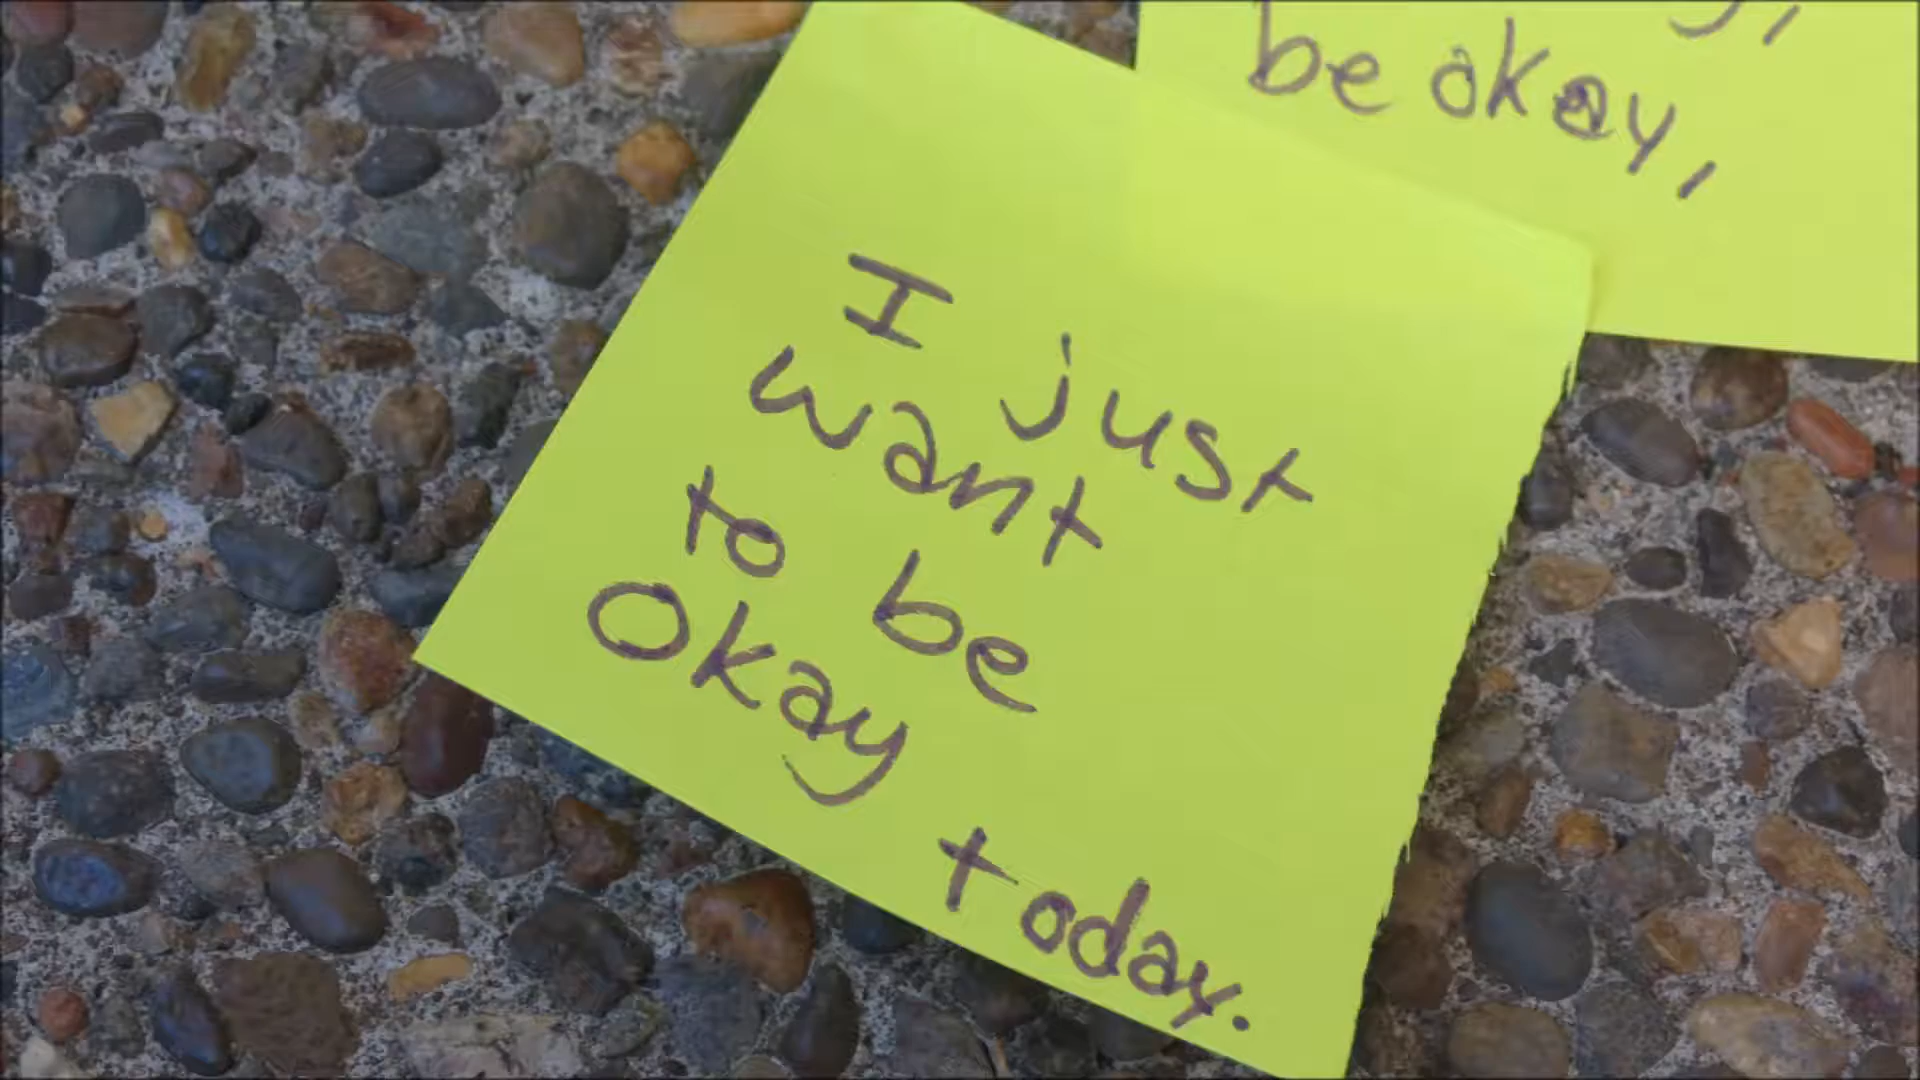 be okay,
I just
want
to be
Okay
today.